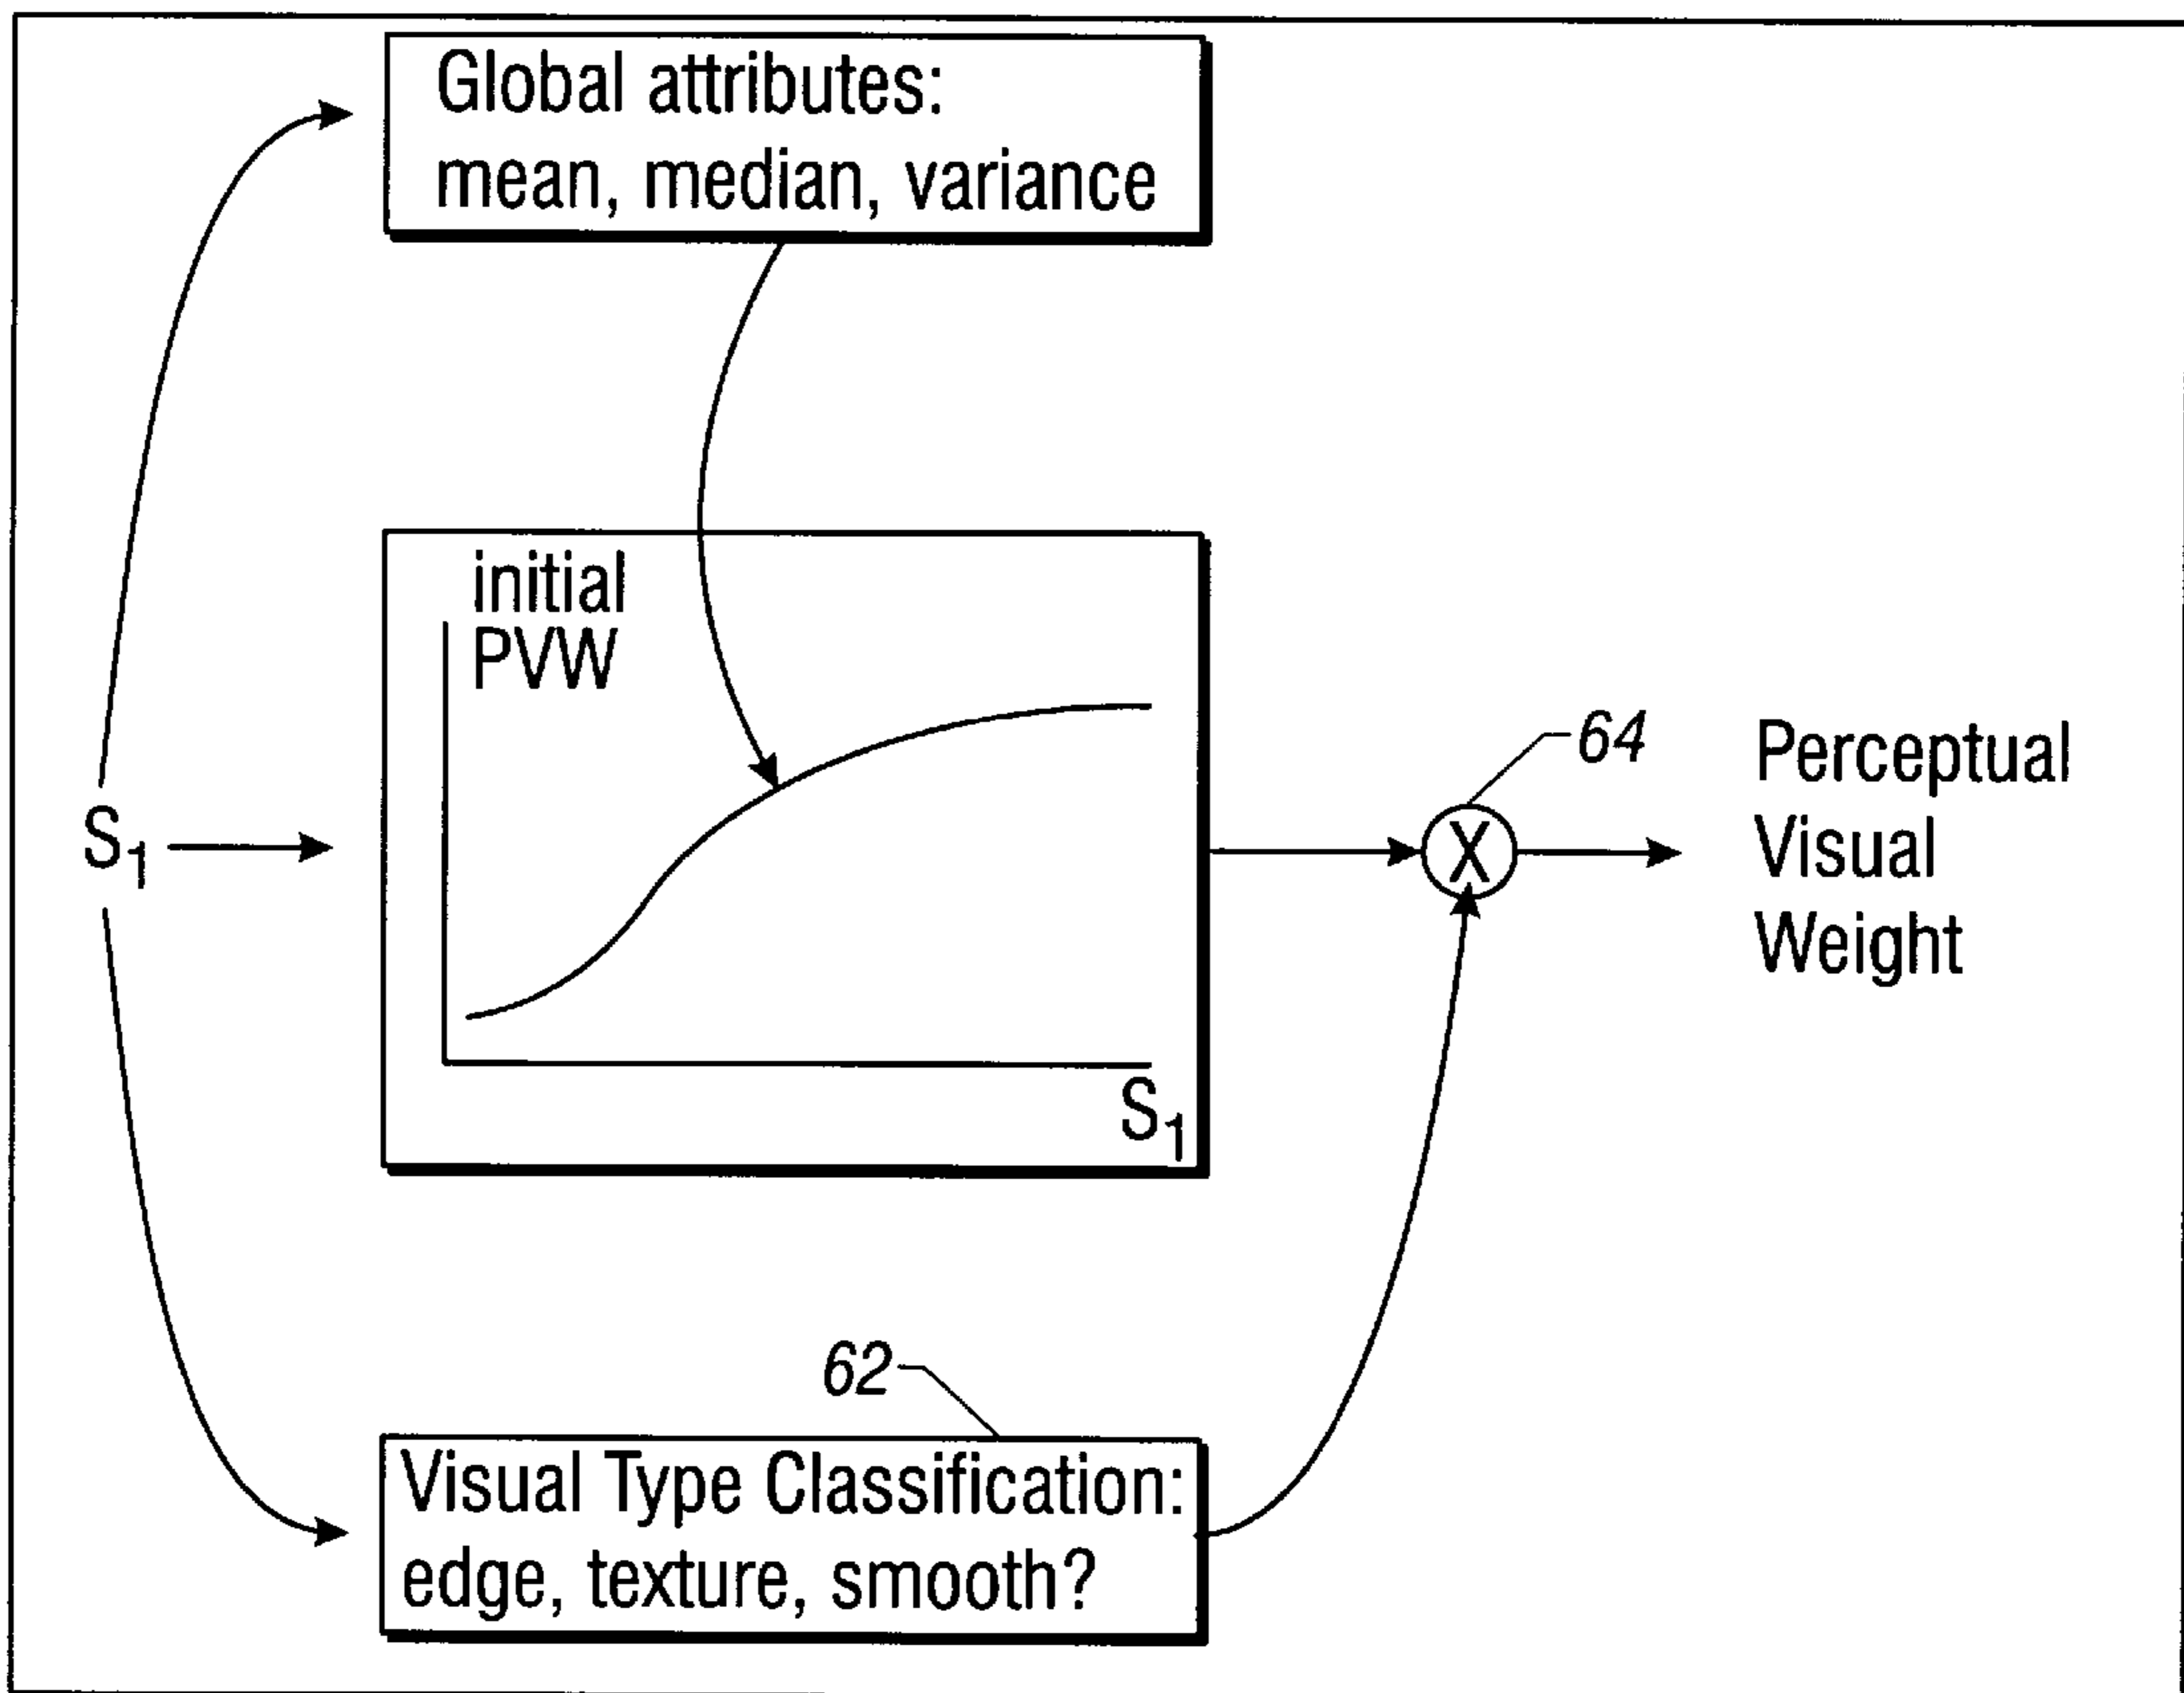 Global attributes:
mean, median, variance
initial
PVW
S₁
S₁
64
X
Perceptual
Visual
Weight
62
Visual Type Classification:
edge, texture, smooth?